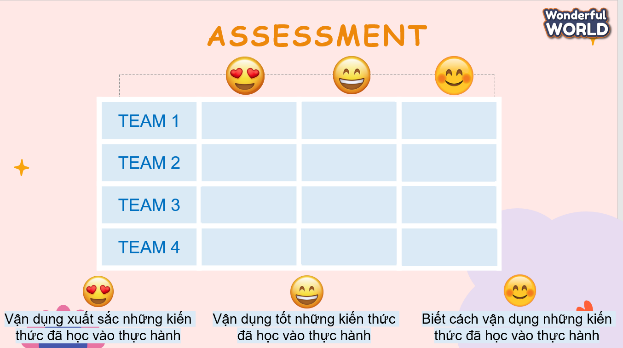 Wonderful
WORLD
ASSESSMENT
TEAM 1
TEAM 2
TEAM 3
TEAM 4
Vận dụng xuất sắc những kiến
thức đã học vào thực hành
Vận dụng tốt những kiến thức
đã học vào thực hành
Biết cách vận dụng những kiến
thức đã học vào thực hành